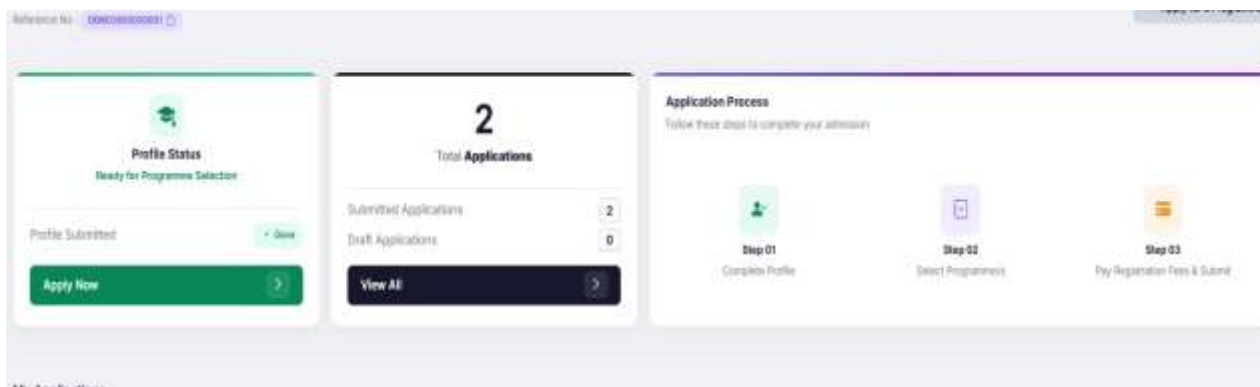 Reference No
Profile Status
Ready for Programme Selection
Profile Submitted
Done
Apply Now
2
Total Applications
Submitted Applications 2
Draft Applications 0
View All
Application Process
Follow these steps to complete your admission
Step 01
Complete Profile
Step 02
Select Programme/s
Step 03
Pay Registration Fees & Submit